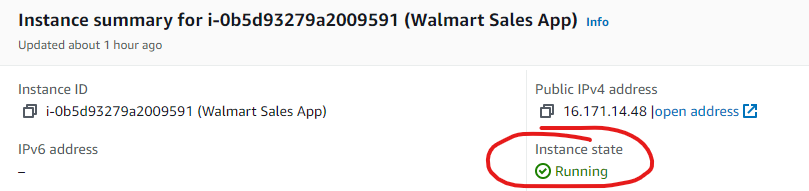 Instance summary for i-0b5d93279a2009591 (Walmart Sales App) Info
Updated about 1 hour ago
Instance ID
i-0b5d93279a2009591 (Walmart Sales App)
Public IPv4 address
16.171.14.48 |open address
IPv6 address
–
Instance state
Running